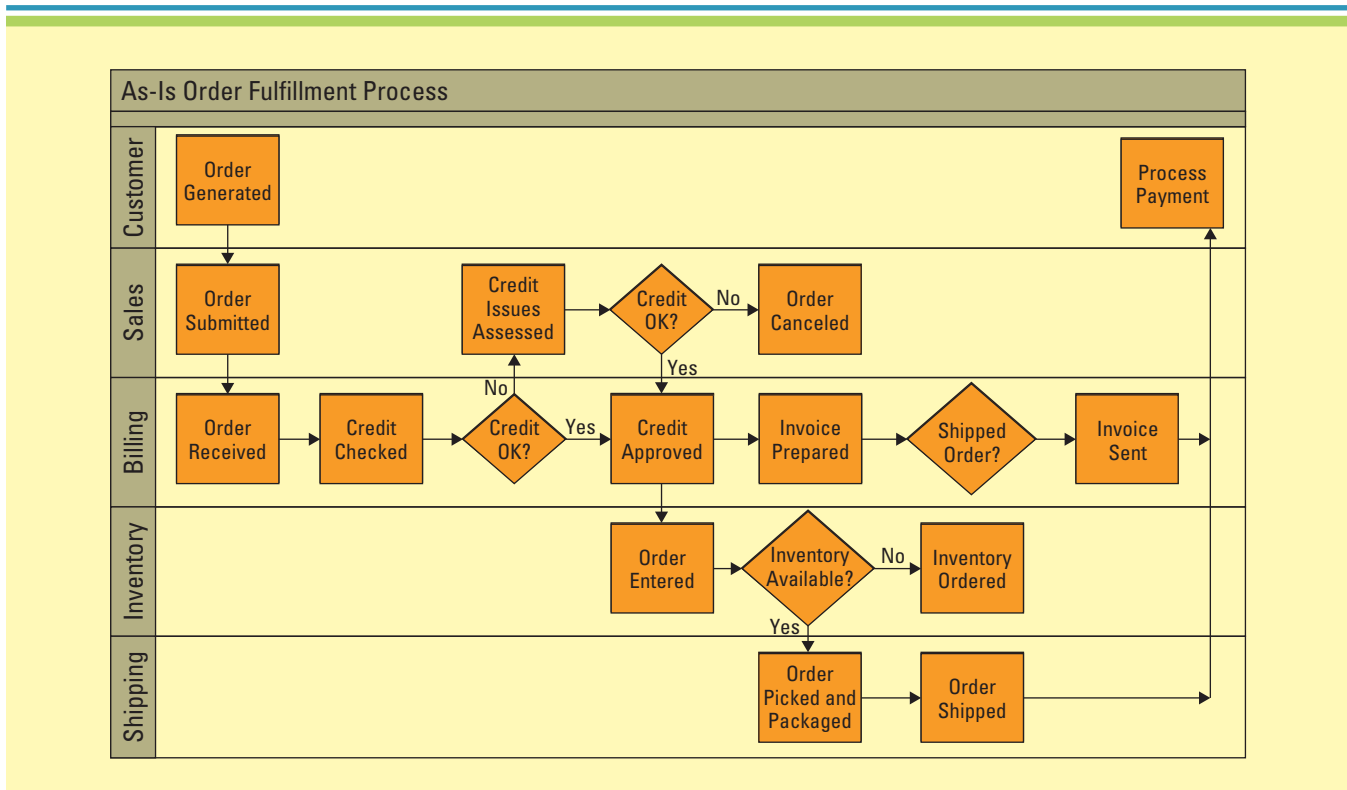 As-Is Order Fulfillment Process
Customer
Order
Generated
Process
Payment
Sales
Order
Submitted
Credit
Issues
Assessed
Credit
OK?
No
Order
Canceled
Yes
No
Billing
Order
Received
Credit
Checked
Credit
OK?
Yes
Credit
Approved
Invoice
Prepared
Shipped
Order?
Invoice
Sent
Inventory
Order
Entered
Inventory
Available?
No
Inventory
Ordered
Yes
Shipping
Order
Picked and
Packaged
Order
Shipped